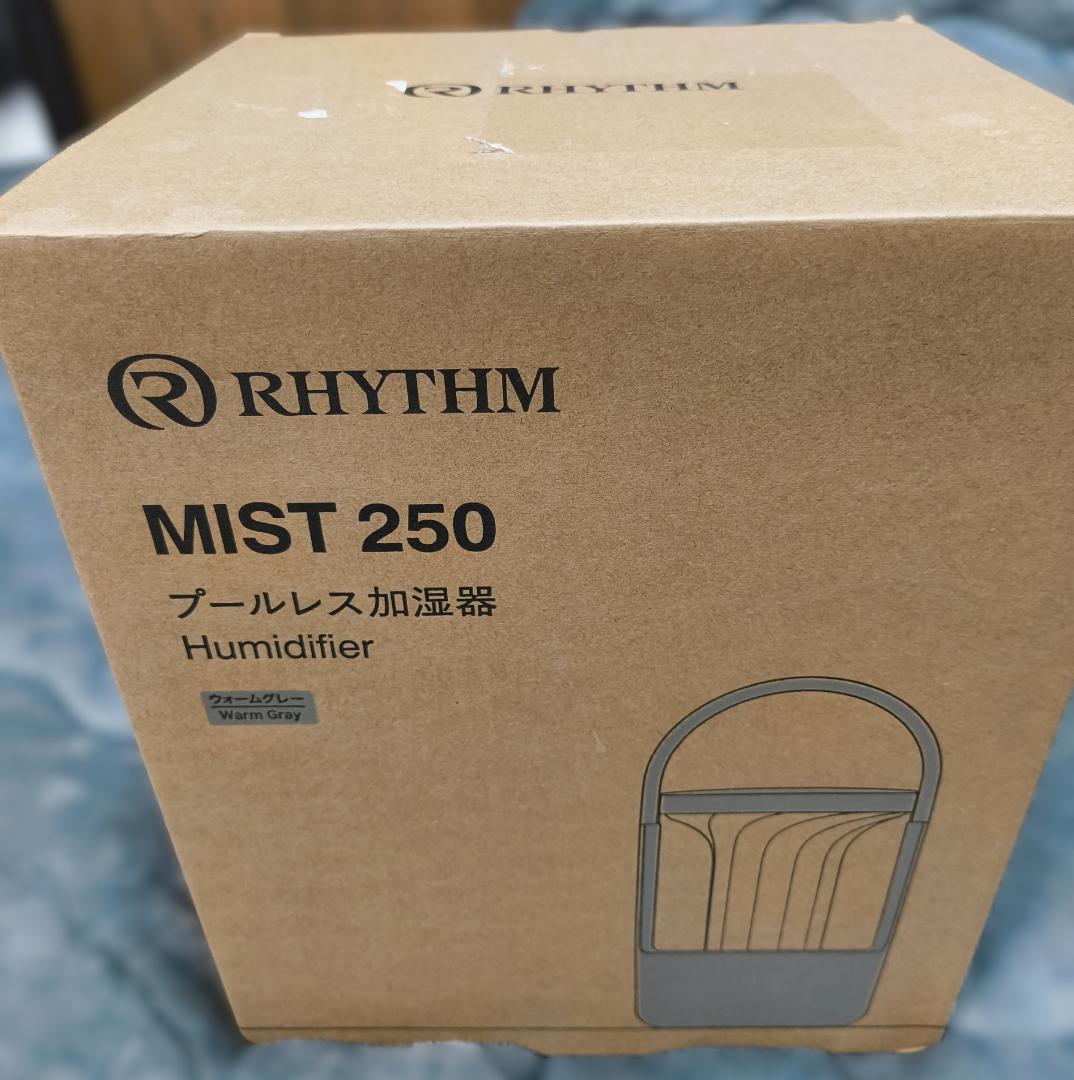 RHYTHM
RHYTHM
MIST 250
プールレス加湿器
Humidifier
ウォームグレー
Warm Gray